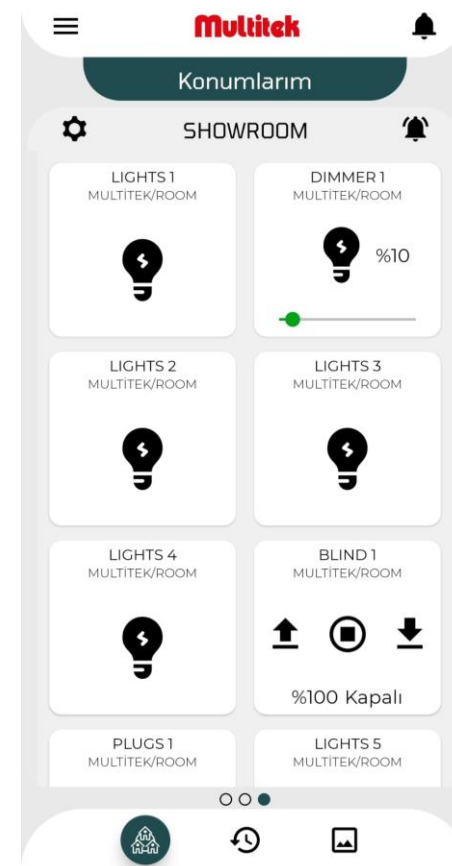 Multitek
Konumlarım
SHOWROOM
LIGHTS 1
MULTİTEK/ROOM
DIMMER 1
MULTİTEK/ROOM
%10
LIGHTS 2
MULTİTEK/ROOM
LIGHTS 3
MULTİTEK/ROOM
LIGHTS 4
MULTİTEK/ROOM
BLIND 1
MULTİTEK/ROOM
%100 Kapalı
PLUGS 1
MULTİTEK/ROOM
LIGHTS 5
MULTİTEK/ROOM